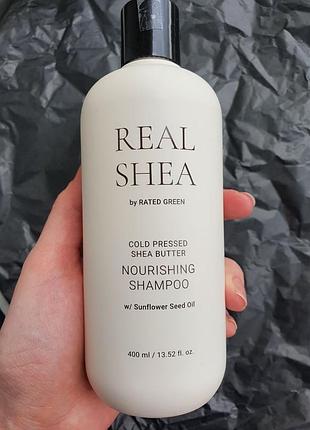 REAL
SHEA
by RATED GREEN
COLD PRESSED
SHEA BUTTER
NOURISHING
SHAMPOO
w/ Sunflower Seed Oil
400 ml / 13.52 fl. oz.